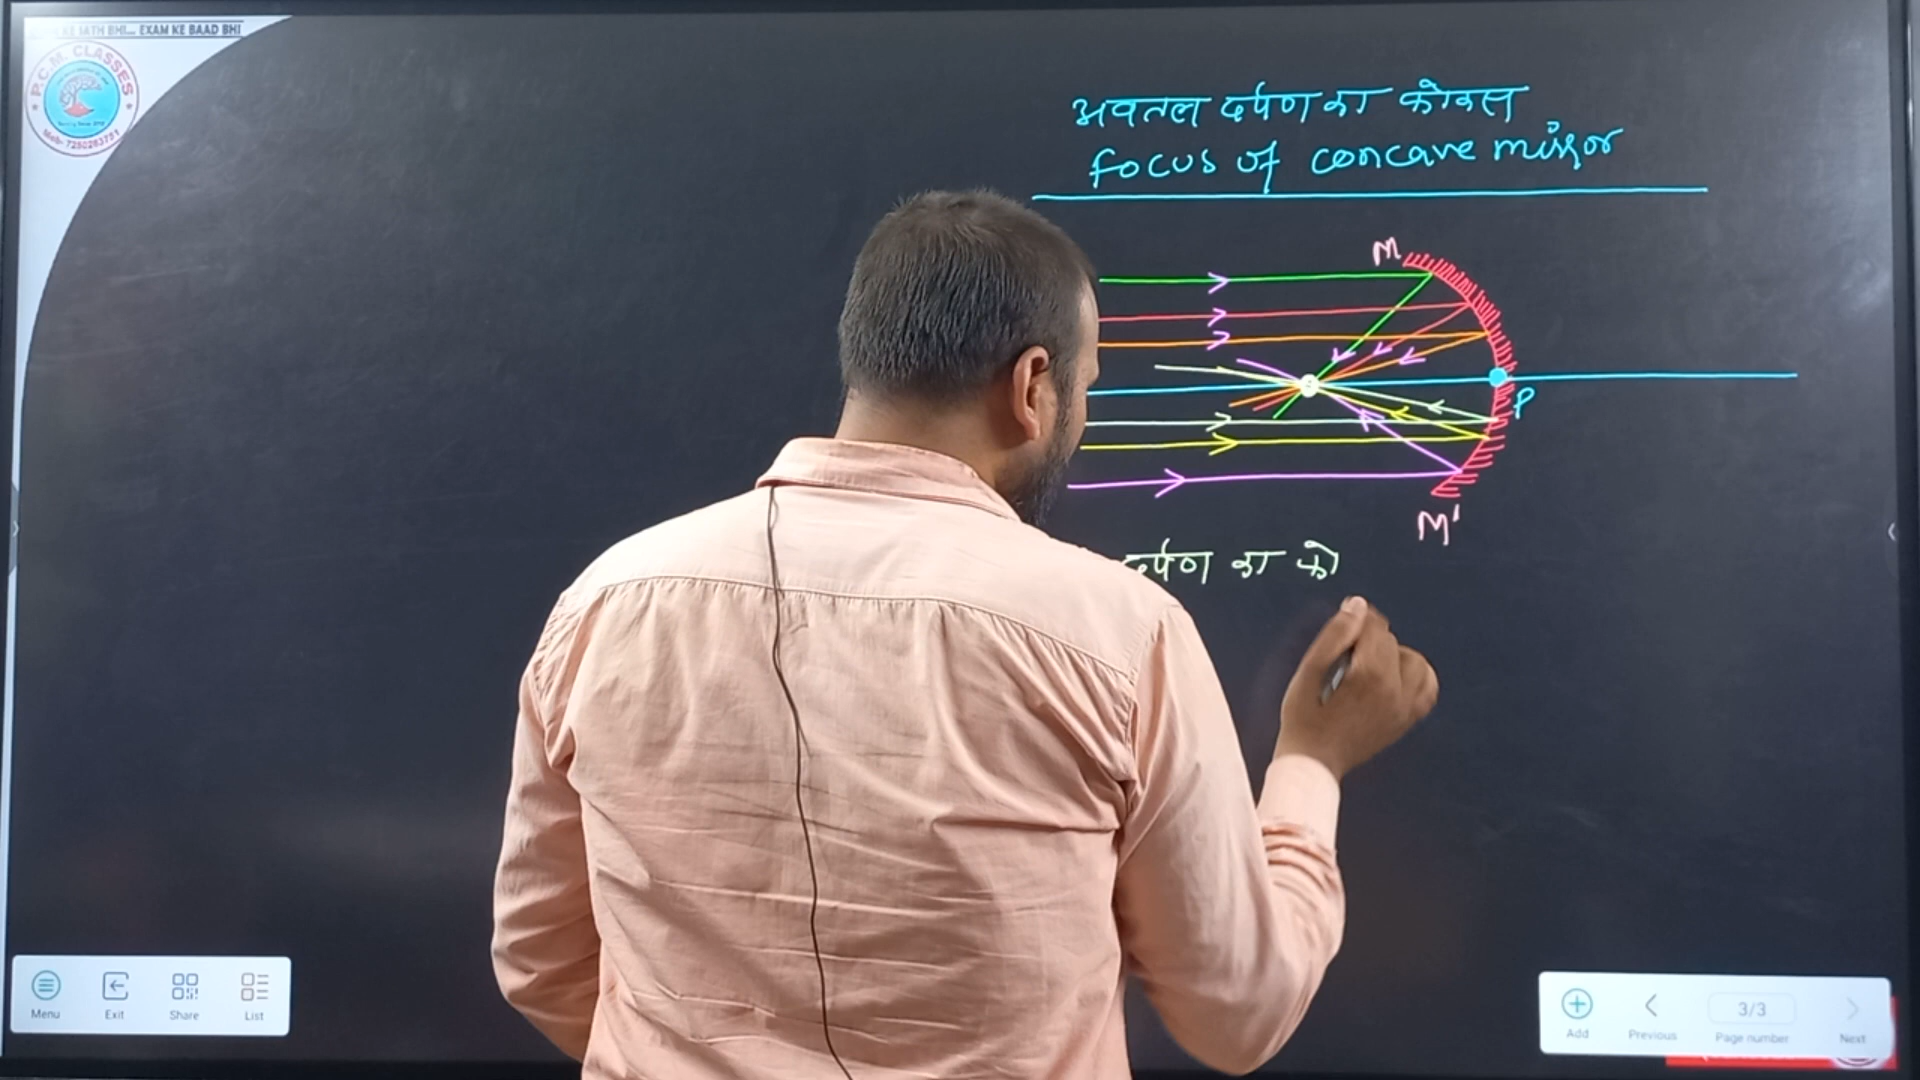 SATH BHI... EXAM KE BAAD BHI
P.C.M. CLASSES
अवतल दर्पण का फोकस
focus of concave mirror
M
P
M'
दर्पण का फो
Menu
Exit
Share
List
Add
Previous
3/3
Page number
Next